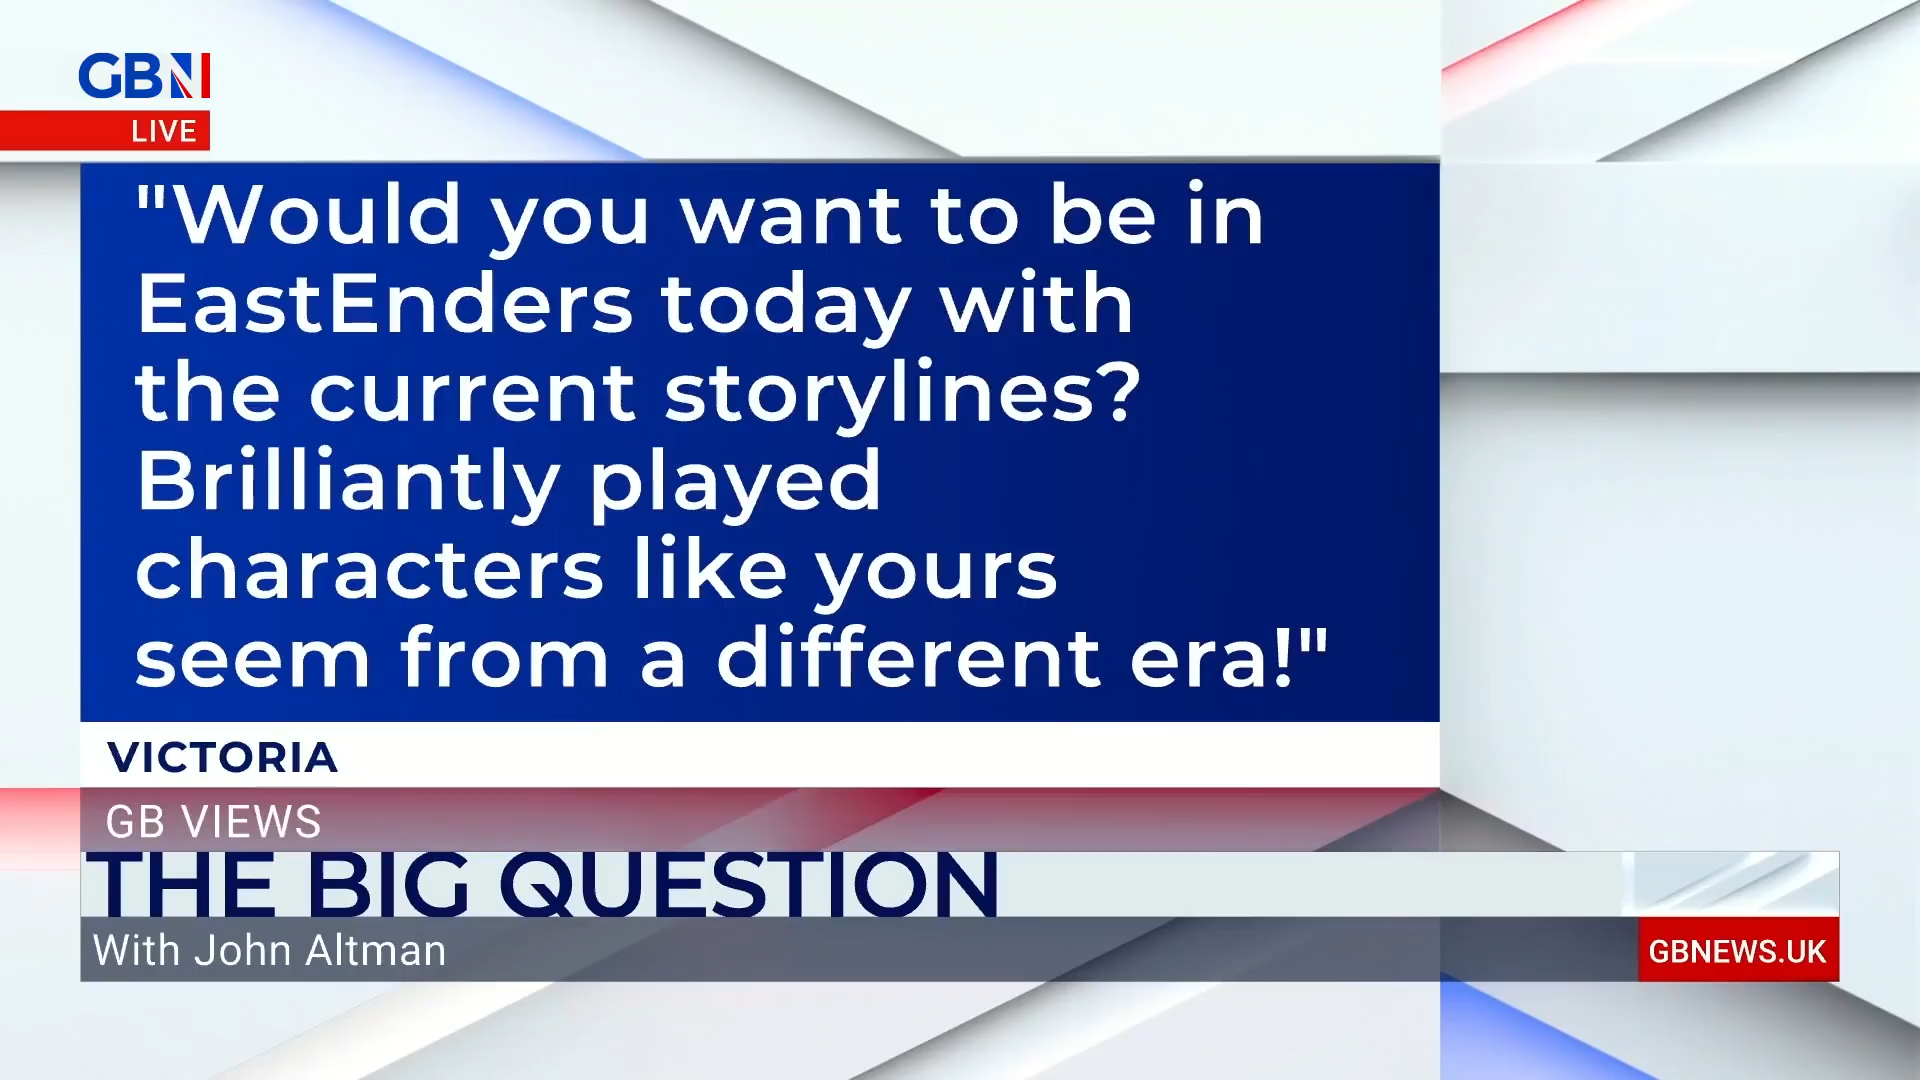 GBN
LIVE
"Would you want to be in
EastEnders today with
the current storylines?
Brilliantly played
characters like yours
seem from a different era!"
VICTORIA
GB VIEWS
THE BIG QUESTION
With John Altman
GBNEWS.UK